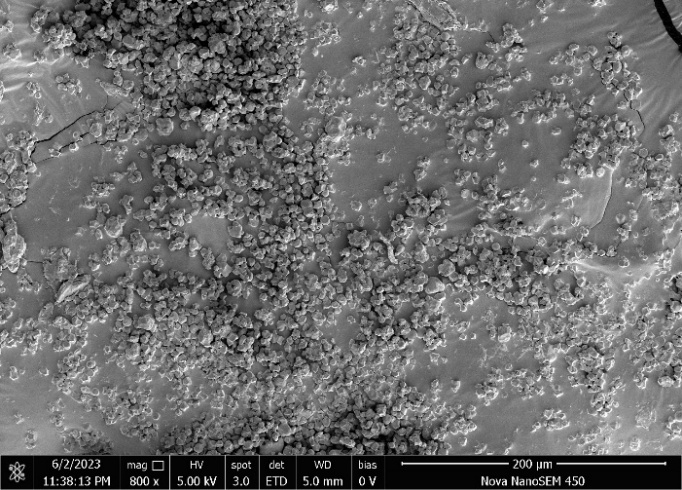 6/2/2023 mag HV spot det WD bias 200 µm
11:38:13 PM 800 x 5.00 kV 3.0 ETD 5.0 mm 0 V Nova NanoSEM 450